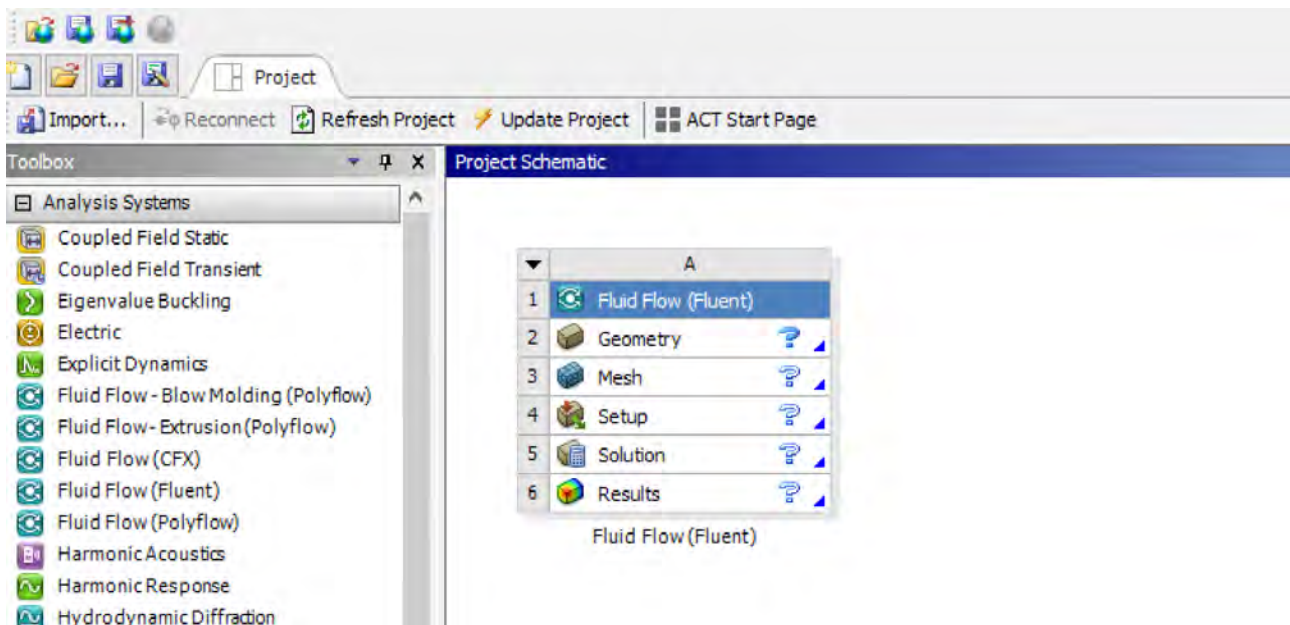 Project
Import... Reconnect Refresh Project Update Project ACT Start Page
Toolbox
Analysis Systems
Coupled Field Static
Coupled Field Transient
Eigenvalue Buckling
Electric
Explicit Dynamics
Fluid Flow - Blow Molding (Polyflow)
Fluid Flow - Extrusion (Polyflow)
Fluid Flow (CFX)
Fluid Flow (Fluent)
Fluid Flow (Polyflow)
Harmonic Acoustics
Harmonic Response
Hydrodynamic Diffraction
Project Schematic
A
1 Fluid Flow (Fluent)
2 Geometry ?
3 Mesh ?
4 Setup ?
5 Solution ?
6 Results ?
Fluid Flow (Fluent)